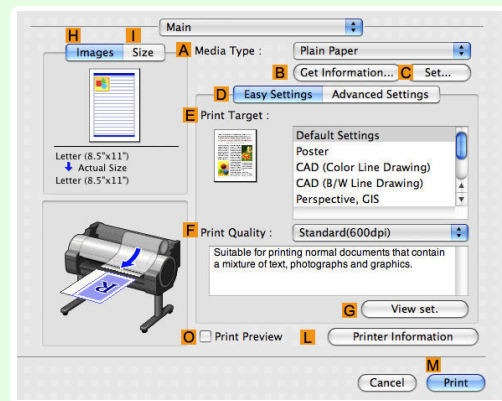 Main
H I
Images Size
A Media Type : Plain Paper
B Get Information... C Set...
D Easy Settings Advanced Settings
E Print Target :
Default Settings
Poster
CAD (Color Line Drawing)
CAD (B/W Line Drawing)
Perspective, GIS
Letter (8.5"x11")
Actual Size
Letter (8.5"x11")
F Print Quality : Standard(600dpi)
Suitable for printing normal documents that contain
a mixture of text, photographs and graphics.
R
G View set.
O Print Preview L Printer Information
M
Cancel Print